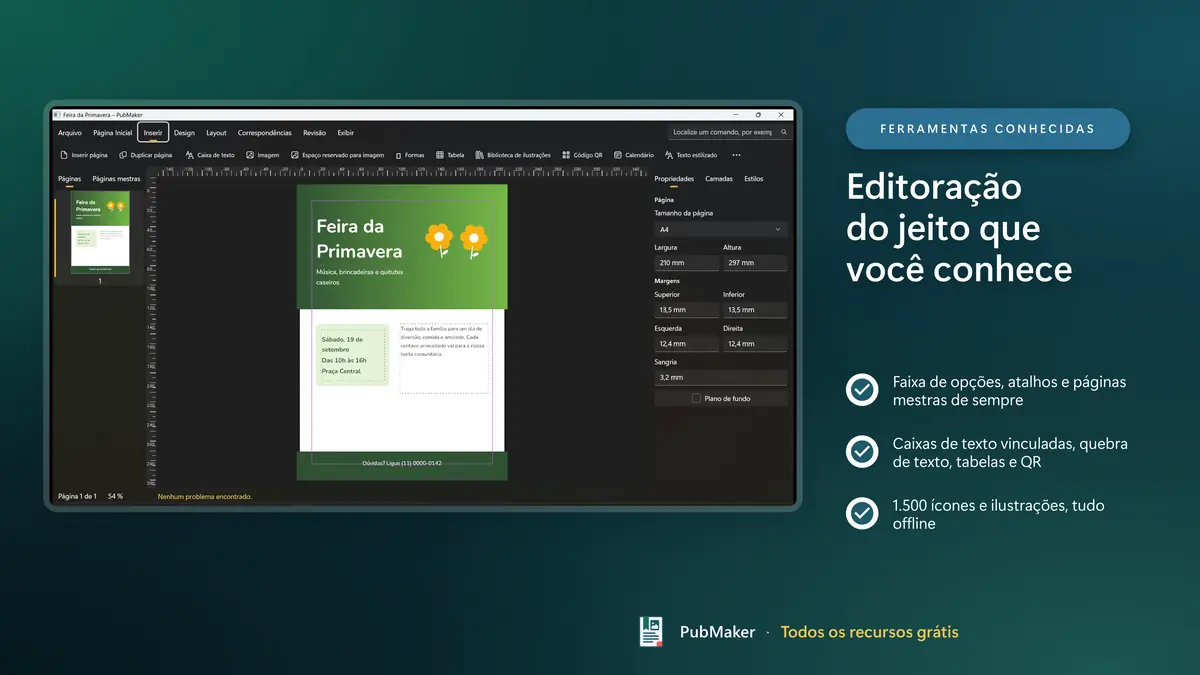 Feira da Primavera – PubMaker
Arquivo Página Inicial Inserir Design Layout Correspondências Revisão Exibir
Localize um comando, por exemp
Inserir página Duplicar página Caixa de texto Imagem Espaço reservado para imagem Formas Tabela Biblioteca de ilustrações Código QR Calendário Texto estilizado
Páginas Páginas mestras
1
Feira da
Primavera
Música, brincadeiras e quitutes
caseiros.
Sábado, 19 de
setembro
Das 10h às 16h
Praça Central
Traga toda a família para um dia de
diversão, comida e amizade. Cada
centavo arrecadado vai para a nossa
horta comunitária.
Dúvidas? Ligue (11) 0000-0142
Propriedades Camadas Estilos
Página
Tamanho da página
A4
Largura Altura
210 mm 297 mm
Margens
Superior Inferior
13,5 mm 13,5 mm
Esquerda Direita
12,4 mm 12,4 mm
Sangria
3,2 mm
Plano de fundo
Página 1 de 1 54 % Nenhum problema encontrado.
FERRAMENTAS CONHECIDAS
Editoração
do jeito que
você conhece
Faixa de opções, atalhos e páginas
mestras de sempre
Caixas de texto vinculadas, quebra
de texto, tabelas e QR
1.500 ícones e ilustrações, tudo
offline
PubMaker · Todos os recursos grátis